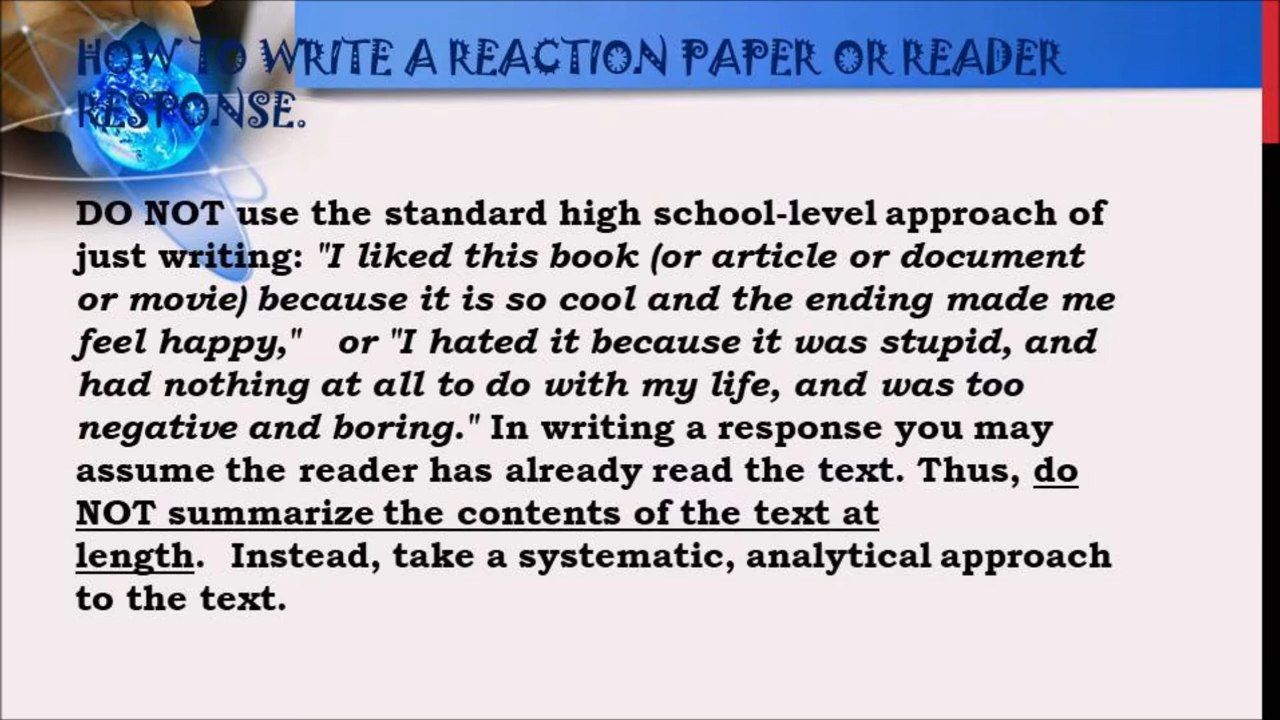 HOW TO WRITE A REACTION PAPER OR READER
RESPONSE.
DO NOT use the standard high school-level approach of
just writing: "I liked this book (or article or document
or movie) because it is so cool and the ending made me
feel happy," or "I hated it because it was stupid, and
had nothing at all to do with my life, and was too
negative and boring." In writing a response you may
assume the reader has already read the text. Thus, do
NOT summarize the contents of the text at
length. Instead, take a systematic, analytical approach
to the text.